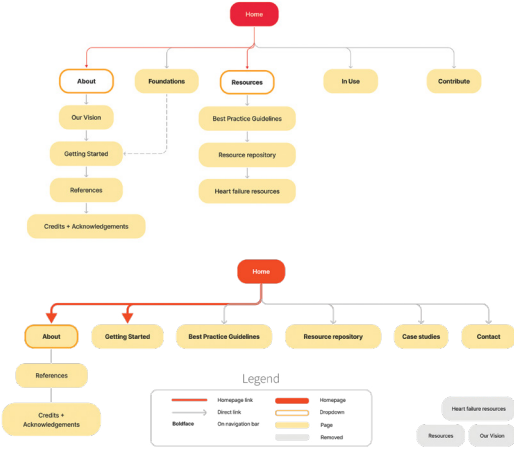 Home
About
Foundations
Resources
In Use
Contribute
Our Vision
Best Practice Guidelines
Getting Started
Resource repository
References
Heart failure resources
Credits + Acknowledgements
Home
About
Getting Started
Best Practice Guidelines
Resource repository
Case studies
Contact
References
Credits +
Acknowledgements
Legend
Homepage link
Homepage
Direct link
Dropdown
Boldface
On navigation bar
Page
Removed
Heart failure resources
Resources
Our Vision